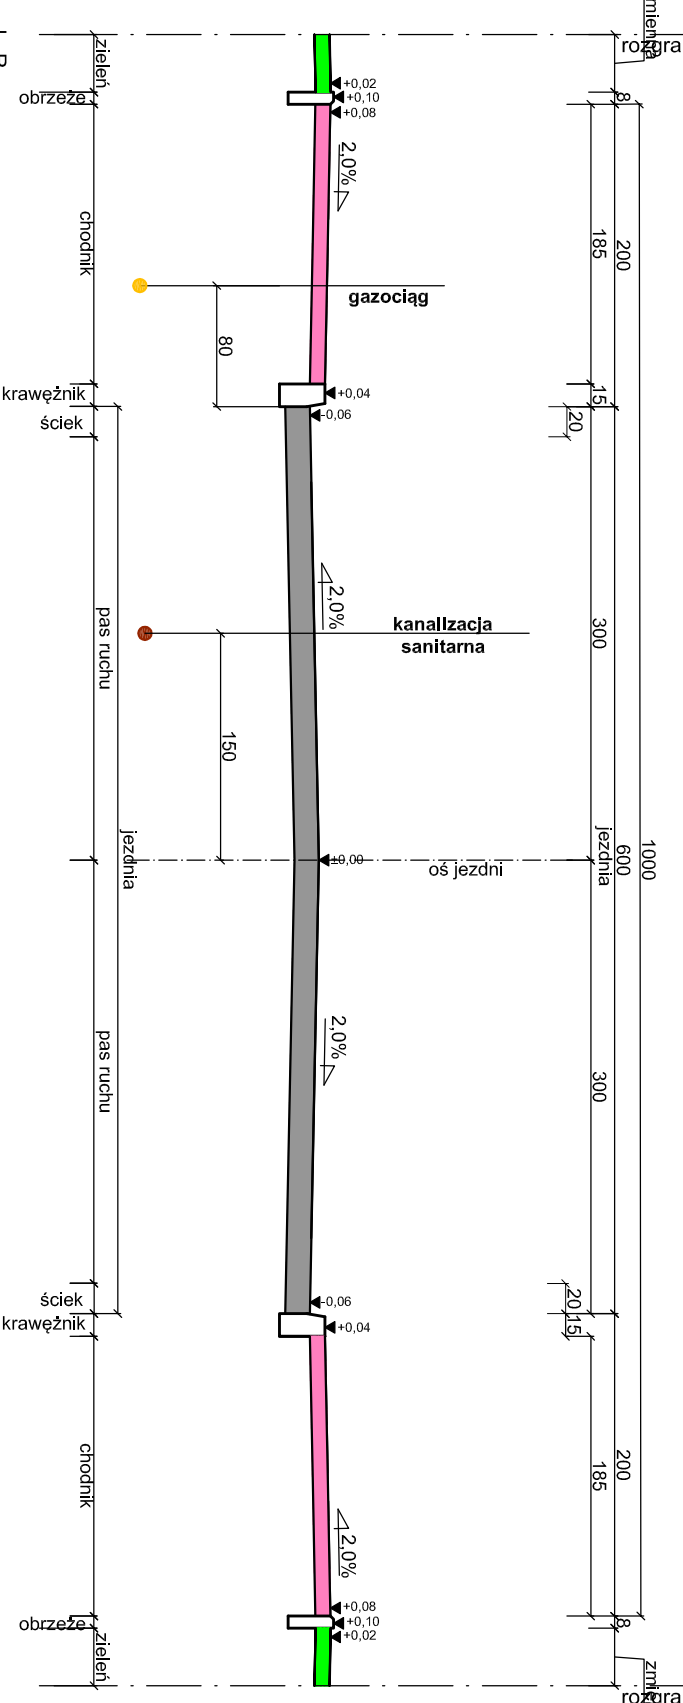 zieleń
+0,02
obrzeże
+0,10
+0,08
8
2,0%
chodnik
185
200
gazociąg
80
krawężnik
+0,04
15
ściek
-0,06
20
2,0%
kanalizacja
sanitarna
pas ruchu
300
150
jezdnia
±0,00
oś jezdni
jezdnia
600
1000
2,0%
pas ruchu
300
ściek
-0,06
20
krawężnik
+0,04
15
chodnik
185
200
2,0%
+0,08
obrzeże
+0,10
8
+0,02
zieleń